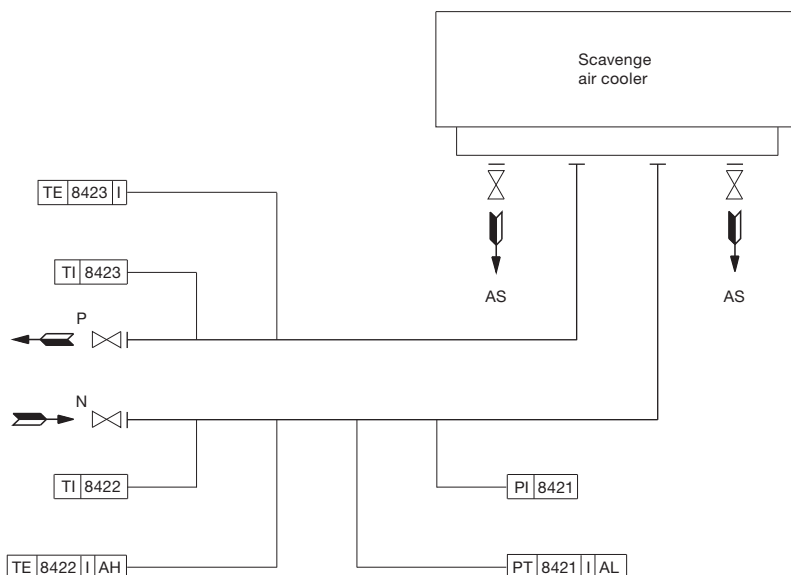 Scavenge
air cooler
TE 8423 I
TI 8423
AS AS
P
N
TI 8422
PI 8421
TE 8422 I AH
PT 8421 I AL